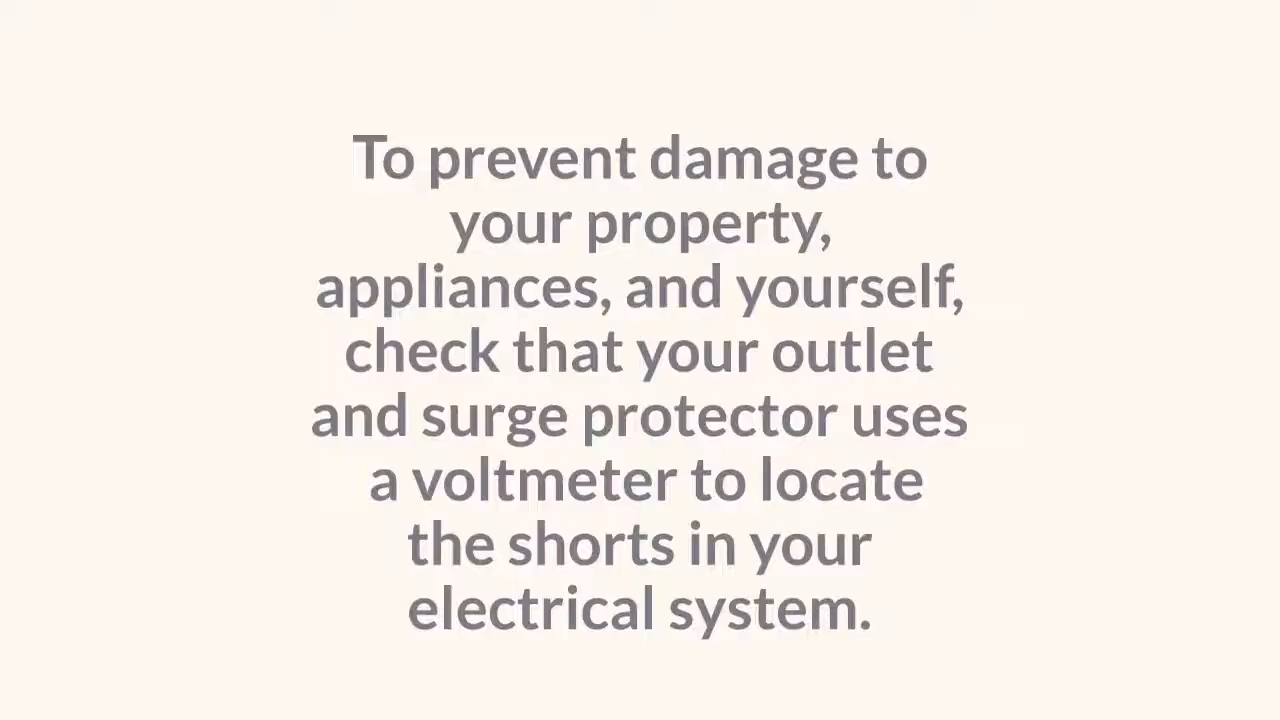 To prevent damage to
your property,
appliances, and yourself,
check that your outlet
and surge protector uses
a voltmeter to locate
the shorts in your
electrical system.